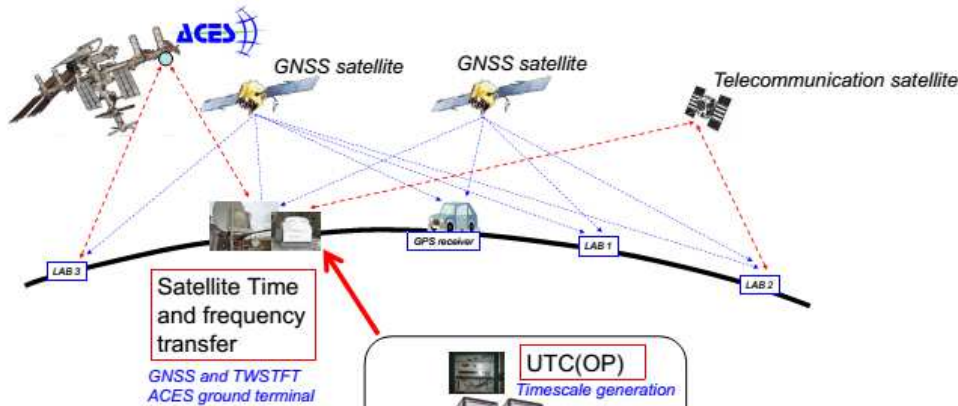 ACES
GNSS satellite
GNSS satellite
Telecommunication satellite
GPS receiver
LAB 1
LAB 3
LAB 2
Satellite Time
and frequency
transfer
GNSS and TWSTFT
ACES ground terminal
UTC(OP)
Timescale generation